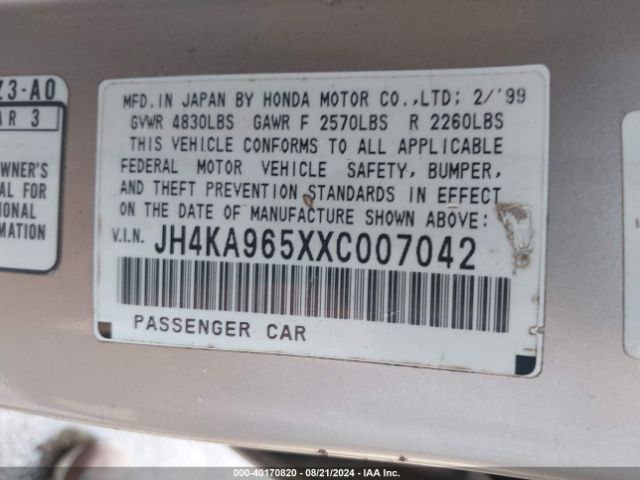 Z3-A0
AR 3
OWNER'S
AL FOR
IONAL
RMATION
MFD. IN JAPAN BY HONDA MOTOR CO.,LTD; 2/'99
GVWR 4830LBS GAWR F 2570LBS R 2260LBS
THIS VEHICLE CONFORMS TO ALL APPLICABLE
FEDERAL MOTOR VEHICLE SAFETY, BUMPER,
AND THEFT PREVENTION STANDARDS IN EFFECT
ON THE DATE OF MANUFACTURE SHOWN ABOVE:
V.I.N. JH4KA965XXC007042
PASSENGER CAR
000-40170820 - 08/21/2024 - IAA Inc.